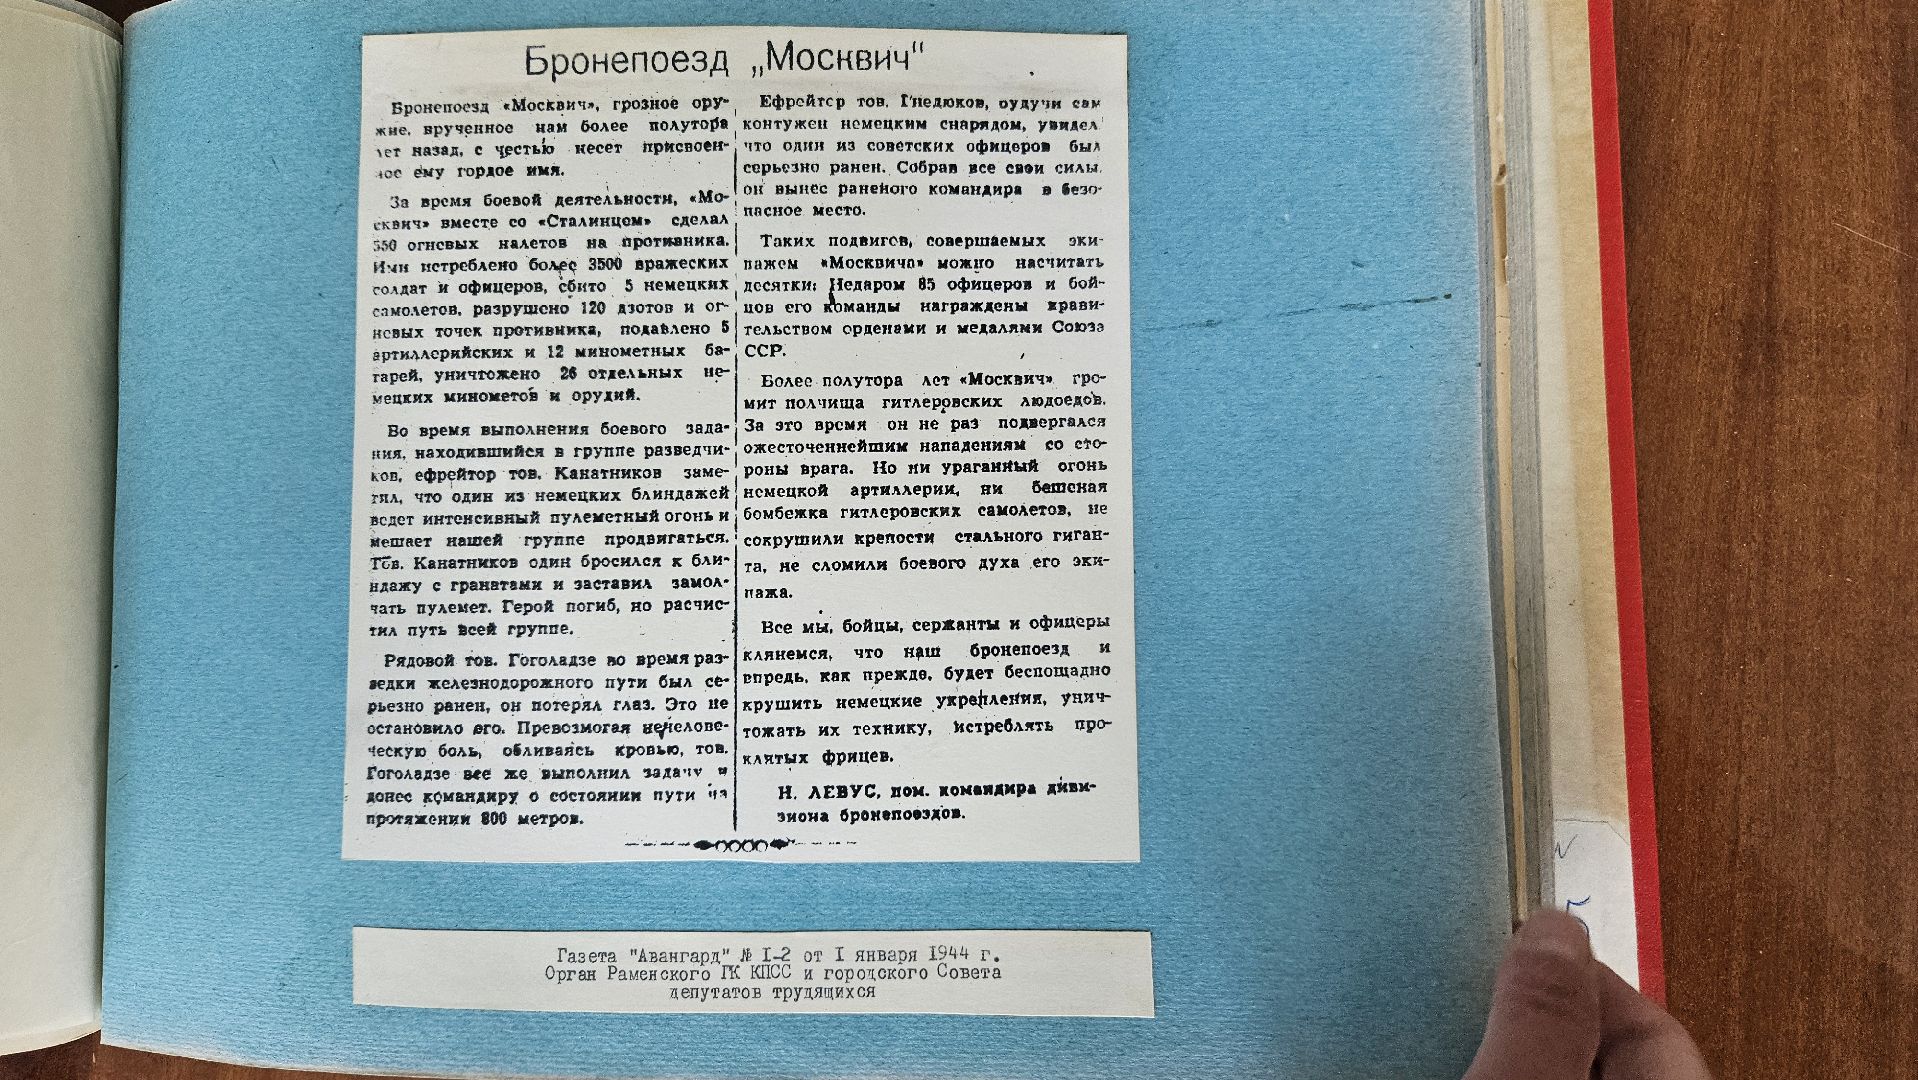 Бронепоезд „Москвич"
Бронепоезд «Москвич», грозное ору-
жие, врученное нам более полутора
лет назад, с честью несет присвоен-
ное ему гордое имя.
За время боевой деятельности, «Мо-
сквич» вместе со «Сталинцем» сделал
350 огневых налетов на противника.
Ими истреблено более 3500 вражеских
солдат и офицеров, сбито 5 немецких
самолетов, разрушено 120 дзотов и ог-
невых точек противника, подавлено 5
артиллерийских и 12 минометных ба-
тарей, уничтожено 26 отдельных не-
мецких минометов и орудий.
Во время выполнения боевого зада-
ния, находившийся в группе разведчи-
ков, ефрейтор тов. Канатников заме-
тил, что один из немецких блиндажей
ведет интенсивный пулеметный огонь и
мешает нашей группе продвигаться.
Тов. Канатников один бросился к бли-
ндажу с гранатами и заставил замол-
чать пулемет. Герой погиб, но расчис-
тил путь всей группе.
Рядовой тов. Гоголадзе во время раз-
ведки железнодорожного пути был се-
рьезно ранен, он потерял глаз. Это не
остановило его. Превозмогая нечелове-
ческую боль, обливаясь кровью, тов.
Гоголадзе все же выполнил задачу и
донес командиру о состоянии пути на
протяжении 800 метров.
Ефрейтор тов. Гнедюков, будучи сам
контужен немецким снарядом, увидел
что один из советских офицеров был
серьезно ранен. Собрав все свои силы,
он вынес раненого командира в безо-
пасное место.
Таких подвигов, совершаемых эки-
пажем «Москвича» можно насчитать
десятки: Недаром 85 офицеров и бой-
цов его команды награждены прави-
тельством орденами и медалями Союза
ССР.
Более полутора лет «Москвич» гро-
мит полчища гитлеровских людоедов.
За это время он не раз подвергался
ожесточеннейшим нападениям со сто-
роны врага. Но ни ураганный огонь
немецкой артиллерии, ни бешеная
бомбежка гитлеровских самолетов, не
сокрушили крепости стального гиган-
та, не сломили боевого духа его эки-
пажа.
Все мы, бойцы, сержанты и офицеры
клянемся, что наш бронепоезд и
впредь, как прежде, будет беспощадно
крушить немецкие укрепления, унич-
тожать их технику, истреблять про-
клятых фрицев.
Н. ЛЕВУС, пом. командира диви-
зиона бронепоездов.
Газета "Авангард" № I-2 от I января 1944 г.
Орган Раменского ГК КПСС и городского Совета
депутатов трудящихся
5